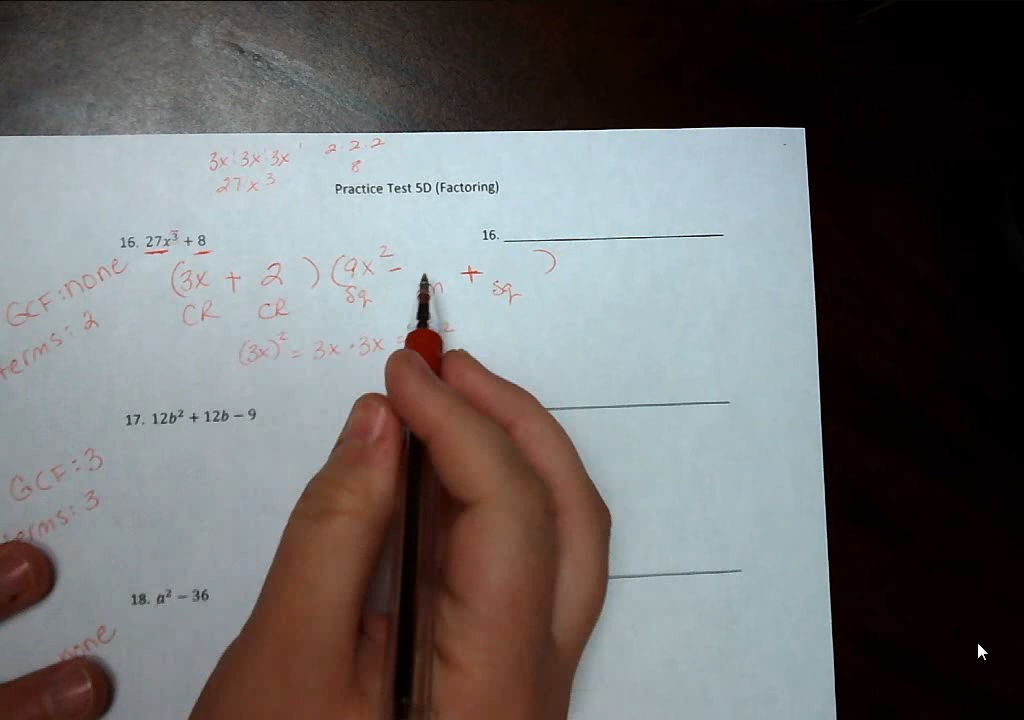 3x · 3x · 3x 2 · 2 · 2
27x³ 8
Practice Test 5D (Factoring)
16. 27x³ + 8
16.
GCF: none
terms: 2
(3x + 2) (9x² - + )
CR CR sq sq
(3x)² = 3x · 3x =
17. 12b² + 12b − 9
GCF: 3
terms: 3
18. a² − 36
none